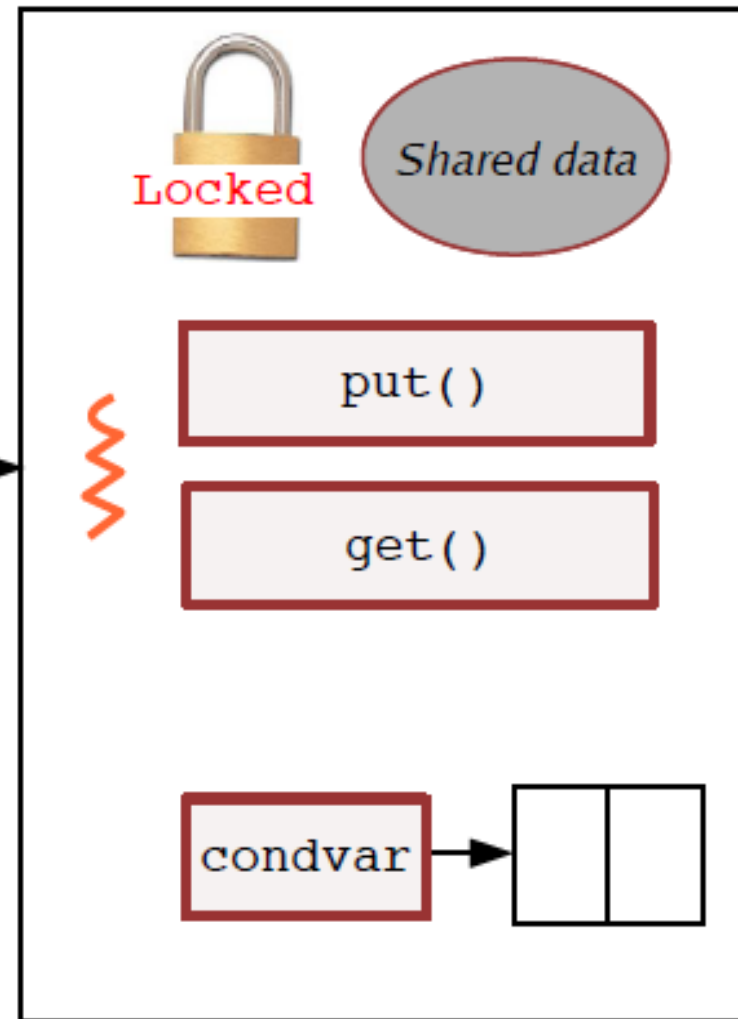 Locked
Shared data
put()
get()
condvar